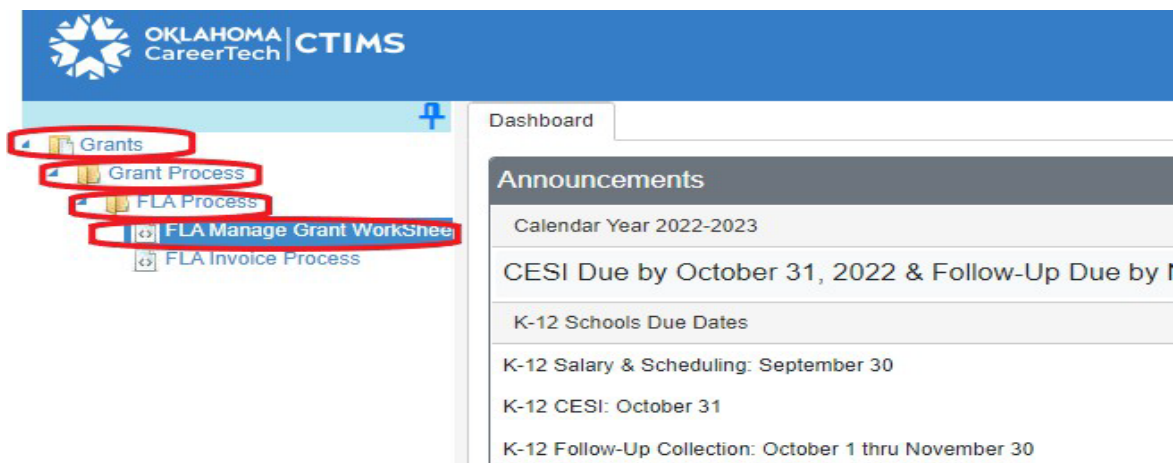 OKLAHOMA
CareerTech
CTIMS
Grants
Grant Process
FLA Process
FLA Manage Grant WorkShee
FLA Invoice Process
Dashboard
Announcements
Calendar Year 2022-2023
CESI Due by October 31, 2022 & Follow-Up Due by
K-12 Schools Due Dates
K-12 Salary & Scheduling: September 30
K-12 CESI: October 31
K-12 Follow-Up Collection: October 1 thru November 30